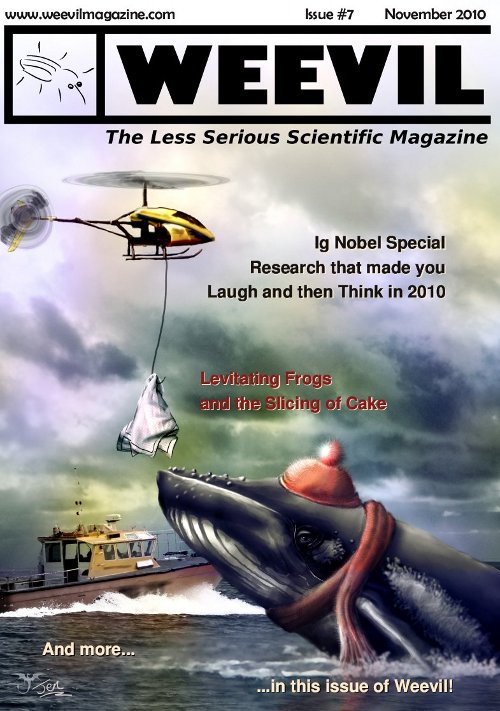 www.weevilmagazine.com Issue #7 November 2010
WEEVIL
The Less Serious Scientific Magazine
Ig Nobel Special
Research that made you
Laugh and then Think in 2010
Levitating Frogs
and the Slicing of Cake
And more...
Jen
...in this issue of Weevil!